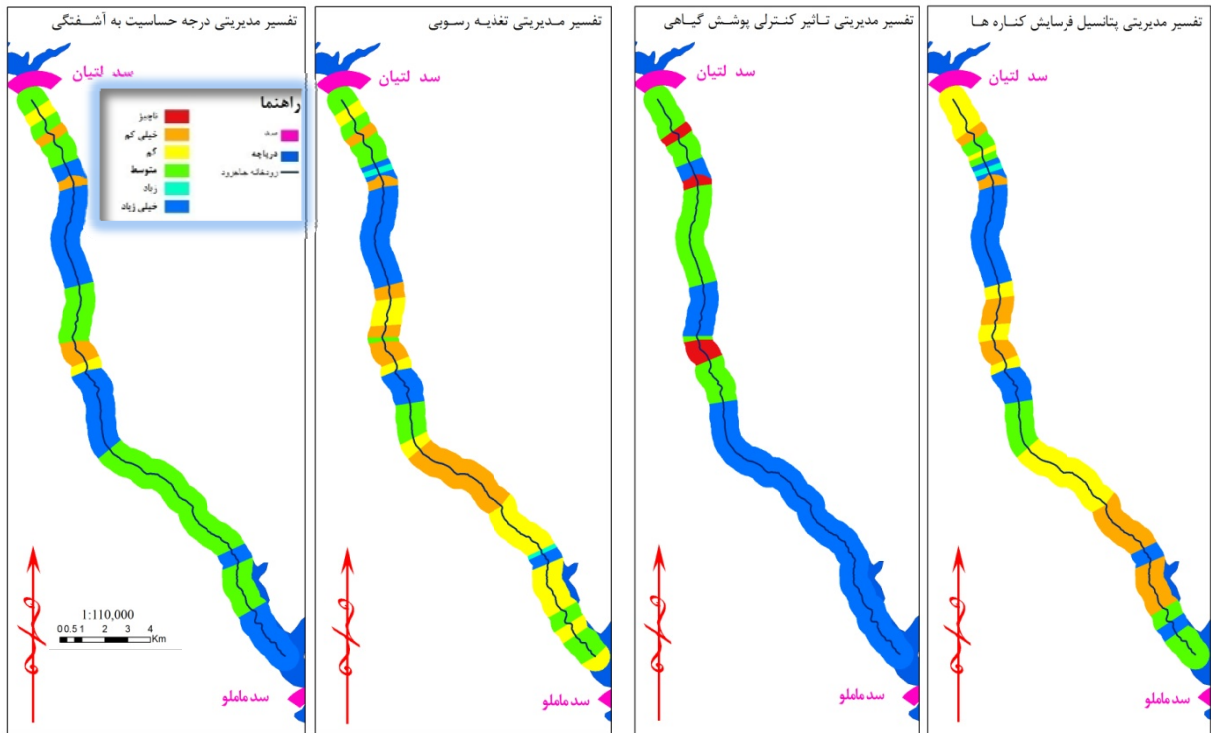 تفسیر مدیریتی پتانسیل فرسایش کناره ها
سد لتیان
سد ماملو
تفسیر مدیریتی تاثیر کنترلی پوشش گیاهی
سد لتیان
سد ماملو
تفسیر مدیریتی تغذیه رسوبی
سد لتیان
سد ماملو
تفسیر مدیریتی درجه حساسیت به آشفتگی
سد لتیان
راهنما
سد
دریاچه
رودخانه جاجرود
ناچیز
خیلی کم
کم
متوسط
زیاد
خیلی زیاد
1:110,000
0 0.5 1 2 3 4
Km